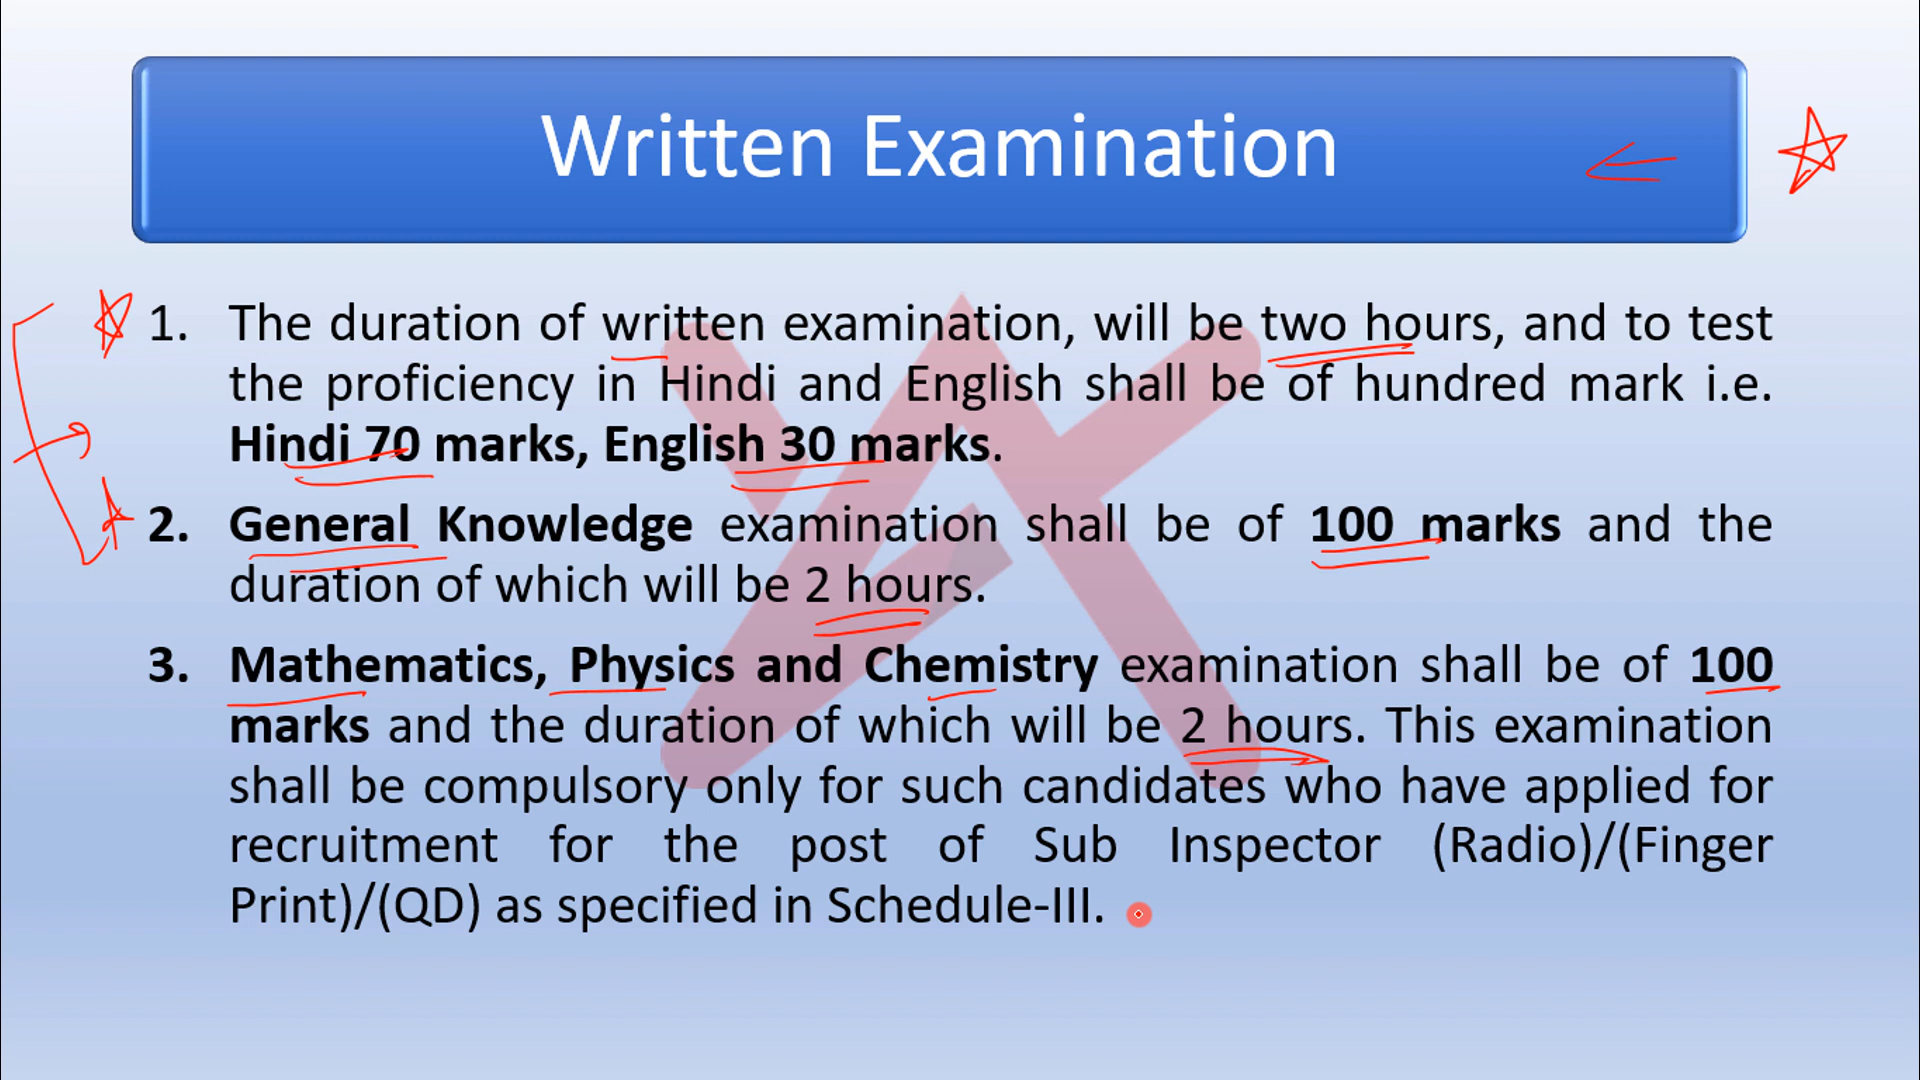 Written Examination
1. The duration of written examination, will be two hours, and to test
the proficiency in Hindi and English shall be of hundred mark i.e.
Hindi 70 marks, English 30 marks.
2. General Knowledge examination shall be of 100 marks and the
duration of which will be 2 hours.
3. Mathematics, Physics and Chemistry examination shall be of 100
marks and the duration of which will be 2 hours. This examination
shall be compulsory only for such candidates who have applied for
recruitment for the post of Sub Inspector (Radio)/(Finger
Print)/(QD) as specified in Schedule-III.